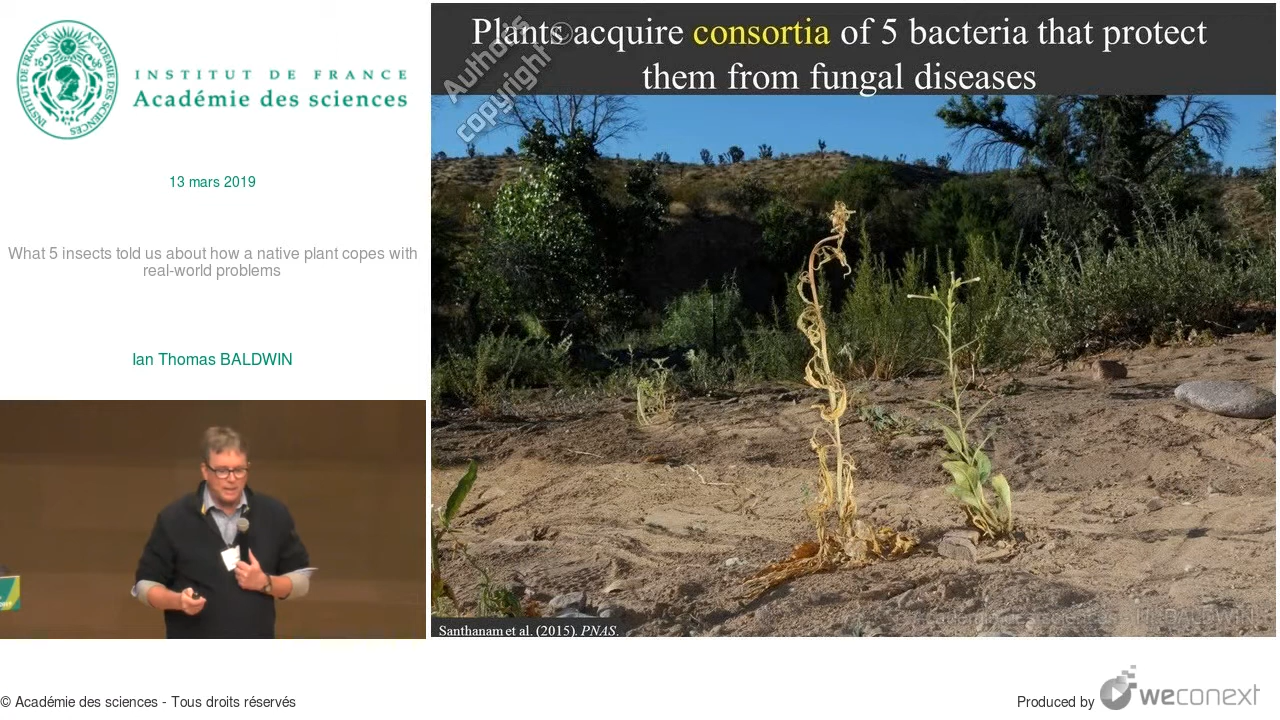 INSTITUT DE FRANCE
Académie des sciences
13 mars 2019
What 5 insects told us about how a native plant copes with
real-world problems
Ian Thomas BALDWIN
Plants acquire consortia of 5 bacteria that protect
them from fungal diseases
Author's ©
copyright
Santhanam et al. (2015). PNAS.
© Académie des sciences - Tous droits réservés
Produced by weconext